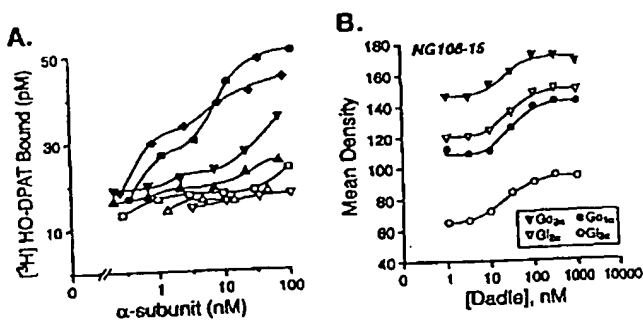 A.
50
30
10
[³H] HO-DPAT Bound (pM)
0 1 10 100
α-subunit (nM)
B.
NG108-15
180
160
140
120
100
80
60
40
Mean Density
Go2α Go1α
Gi2α Gi3α
0 1 10 100 1000 10000
[Dadle], nM